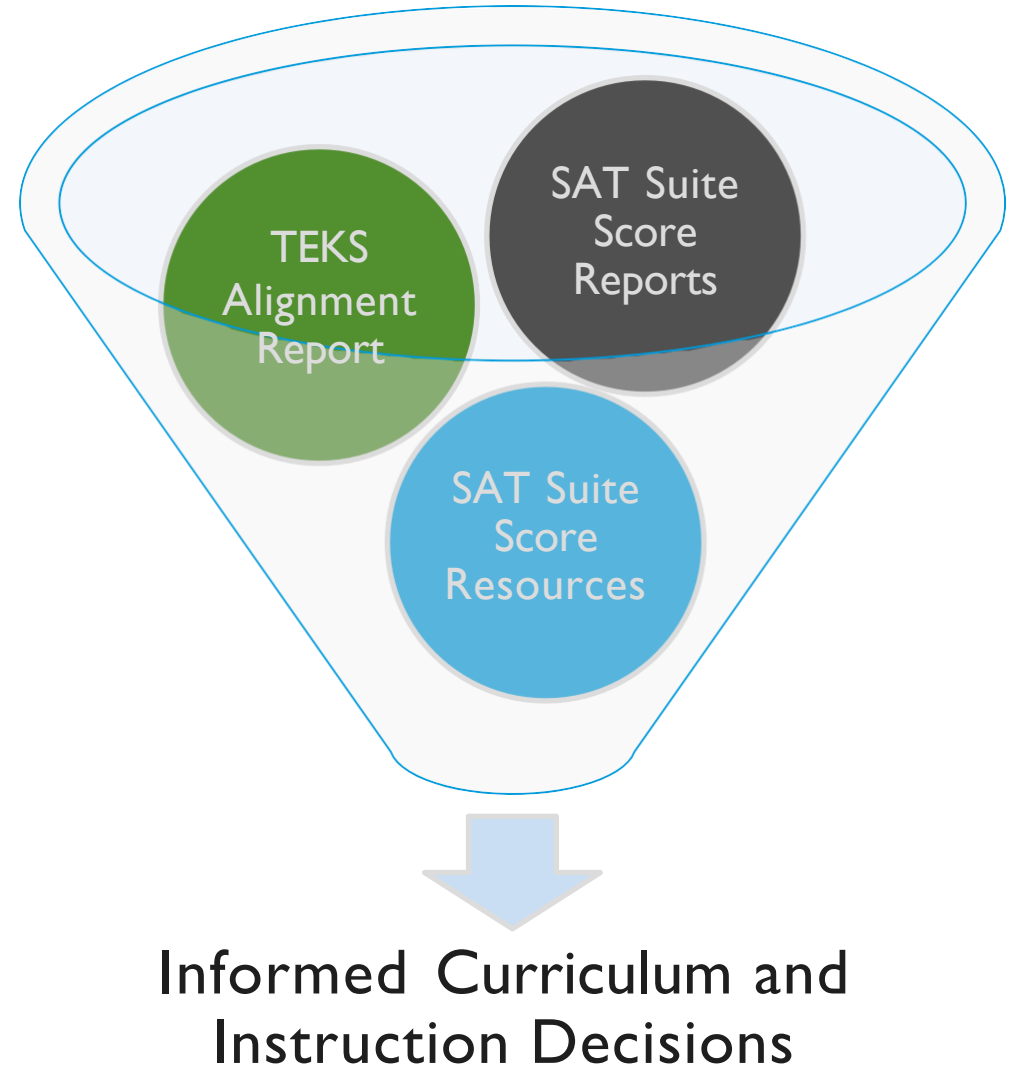 TEKS
Alignment
Report
SAT Suite
Score
Reports
SAT Suite
Score
Resources
Informed Curriculum and
Instruction Decisions